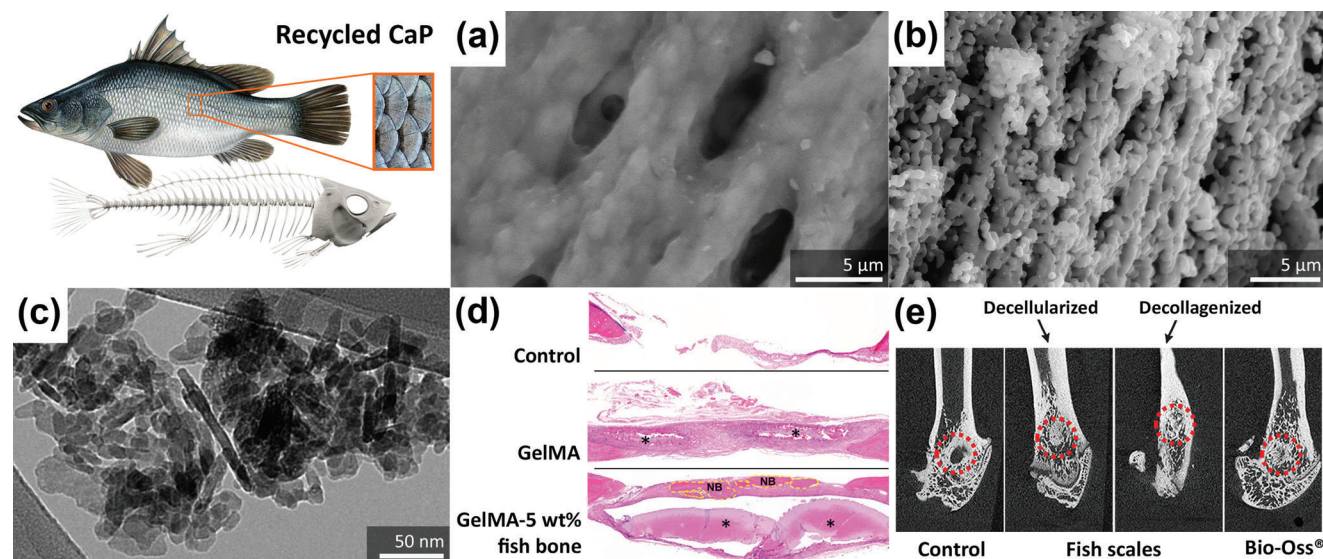 Recycled CaP
(a)
5 µm
(b)
5 µm
(c)
50 nm
(d)
Control
GelMA
*
*
GelMA-5 wt%
fish bone
NB
NB
*
*
(e)
Decellularized
Decollagenized
Control
Fish scales
Bio-Oss®